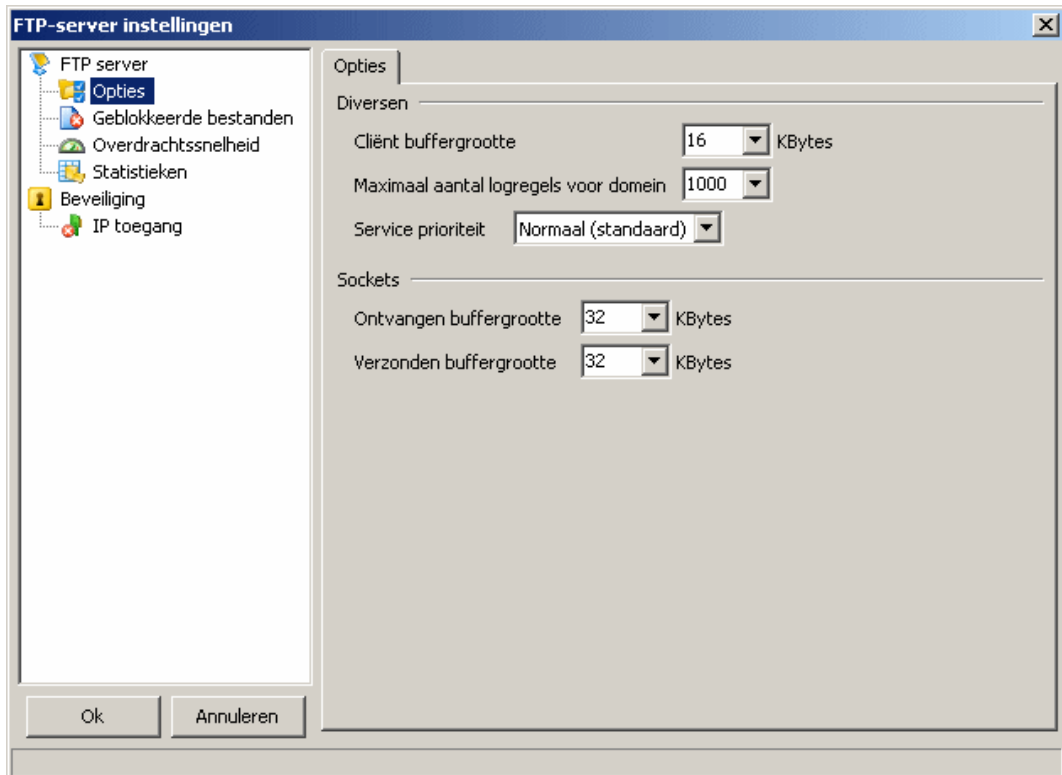 FTP-server instellingen
FTP server
Opties
Geblokkeerde bestanden
Overdrachtssnelheid
Statistieken
Beveiliging
IP toegang
Ok
Annuleren
Opties
Diversen
Cliënt buffergrootte 16 KBytes
Maximaal aantal logregels voor domein 1000
Service prioriteit Normaal (standaard)
Sockets
Ontvangen buffergrootte 32 KBytes
Verzonden buffergrootte 32 KBytes